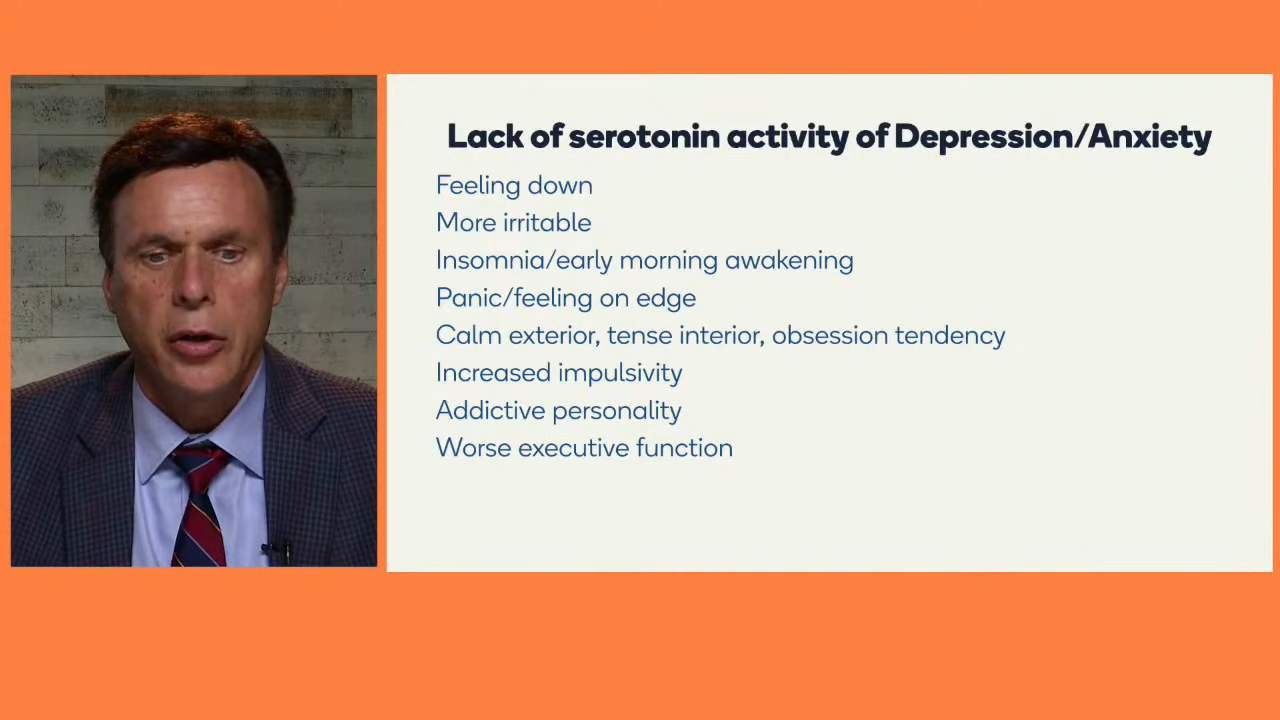 Lack of serotonin activity of Depression/Anxiety
Feeling down
More irritable
Insomnia/early morning awakening
Panic/feeling on edge
Calm exterior, tense interior, obsession tendency
Increased impulsivity
Addictive personality
Worse executive function